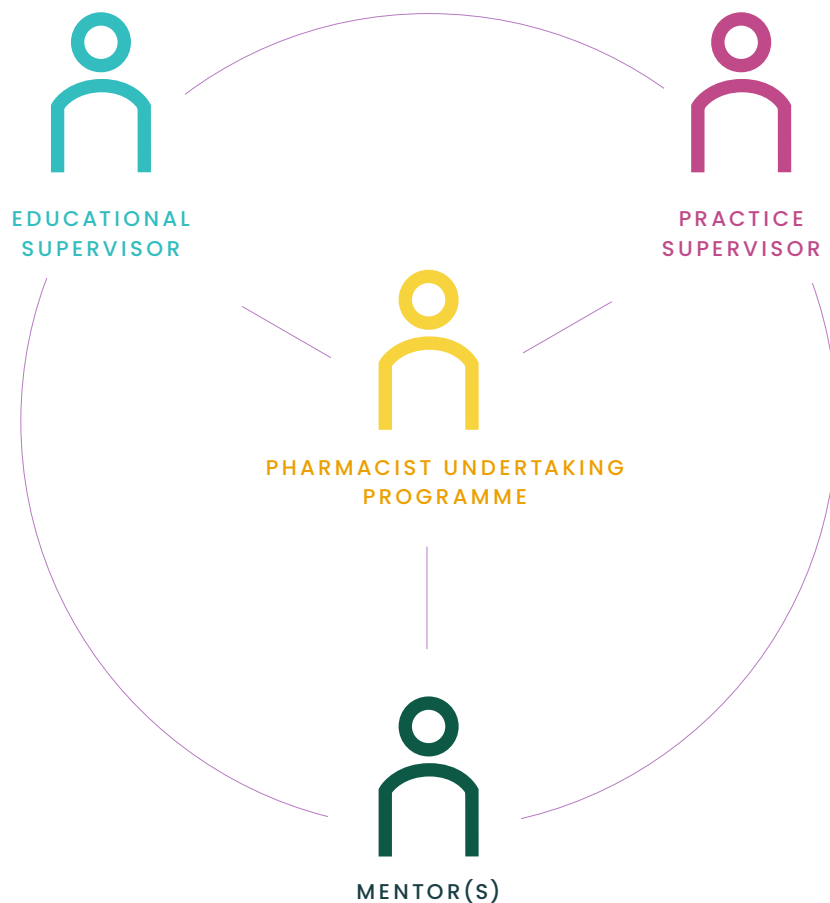 EDUCATIONAL
SUPERVISOR
PRACTICE
SUPERVISOR
PHARMACIST UNDERTAKING
PROGRAMME
MENTOR(S)